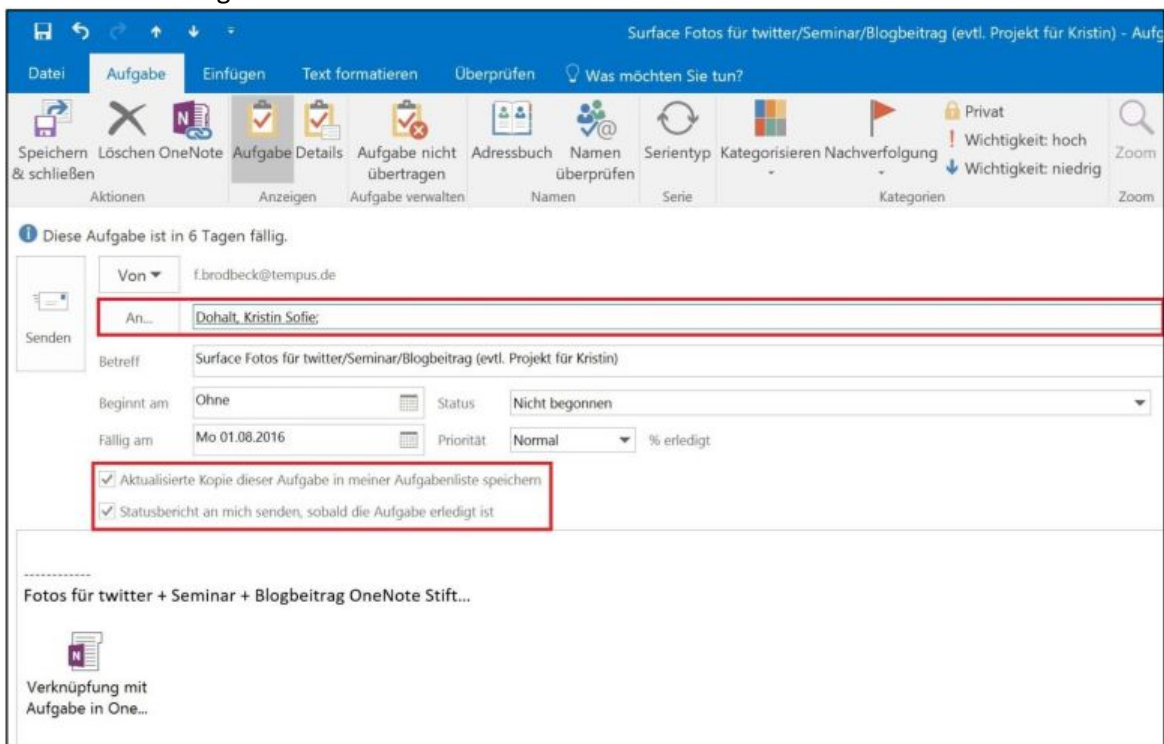 Surface Fotos für twitter/Seminar/Blogbeitrag (evtl. Projekt für Kristin) - Aufg
Datei Aufgabe Einfügen Text formatieren Überprüfen Was möchten Sie tun?
Speichern & schließen
Löschen
OneNote
Aufgabe
Details
Aufgabe nicht übertragen
Adressbuch
Namen überprüfen
Serientyp
Kategorisieren
Nachverfolgung
Privat
Wichtigkeit: hoch
Wichtigkeit: niedrig
Zoom
Aktionen Anzeigen Aufgabe verwalten Namen Serie Kategorien Zoom
Diese Aufgabe ist in 6 Tagen fällig.
Senden
Von f.brodbeck@tempus.de
An... Dohalt, Kristin Sofie;
Betreff Surface Fotos für twitter/Seminar/Blogbeitrag (evtl. Projekt für Kristin)
Beginnt am Ohne Status Nicht begonnen
Fällig am Mo 01.08.2016 Priorität Normal % erledigt
Aktualisierte Kopie dieser Aufgabe in meiner Aufgabenliste speichern
Statusbericht an mich senden, sobald die Aufgabe erledigt ist
------------
Fotos für twitter + Seminar + Blogbeitrag OneNote Stift...
Verknüpfung mit
Aufgabe in One...